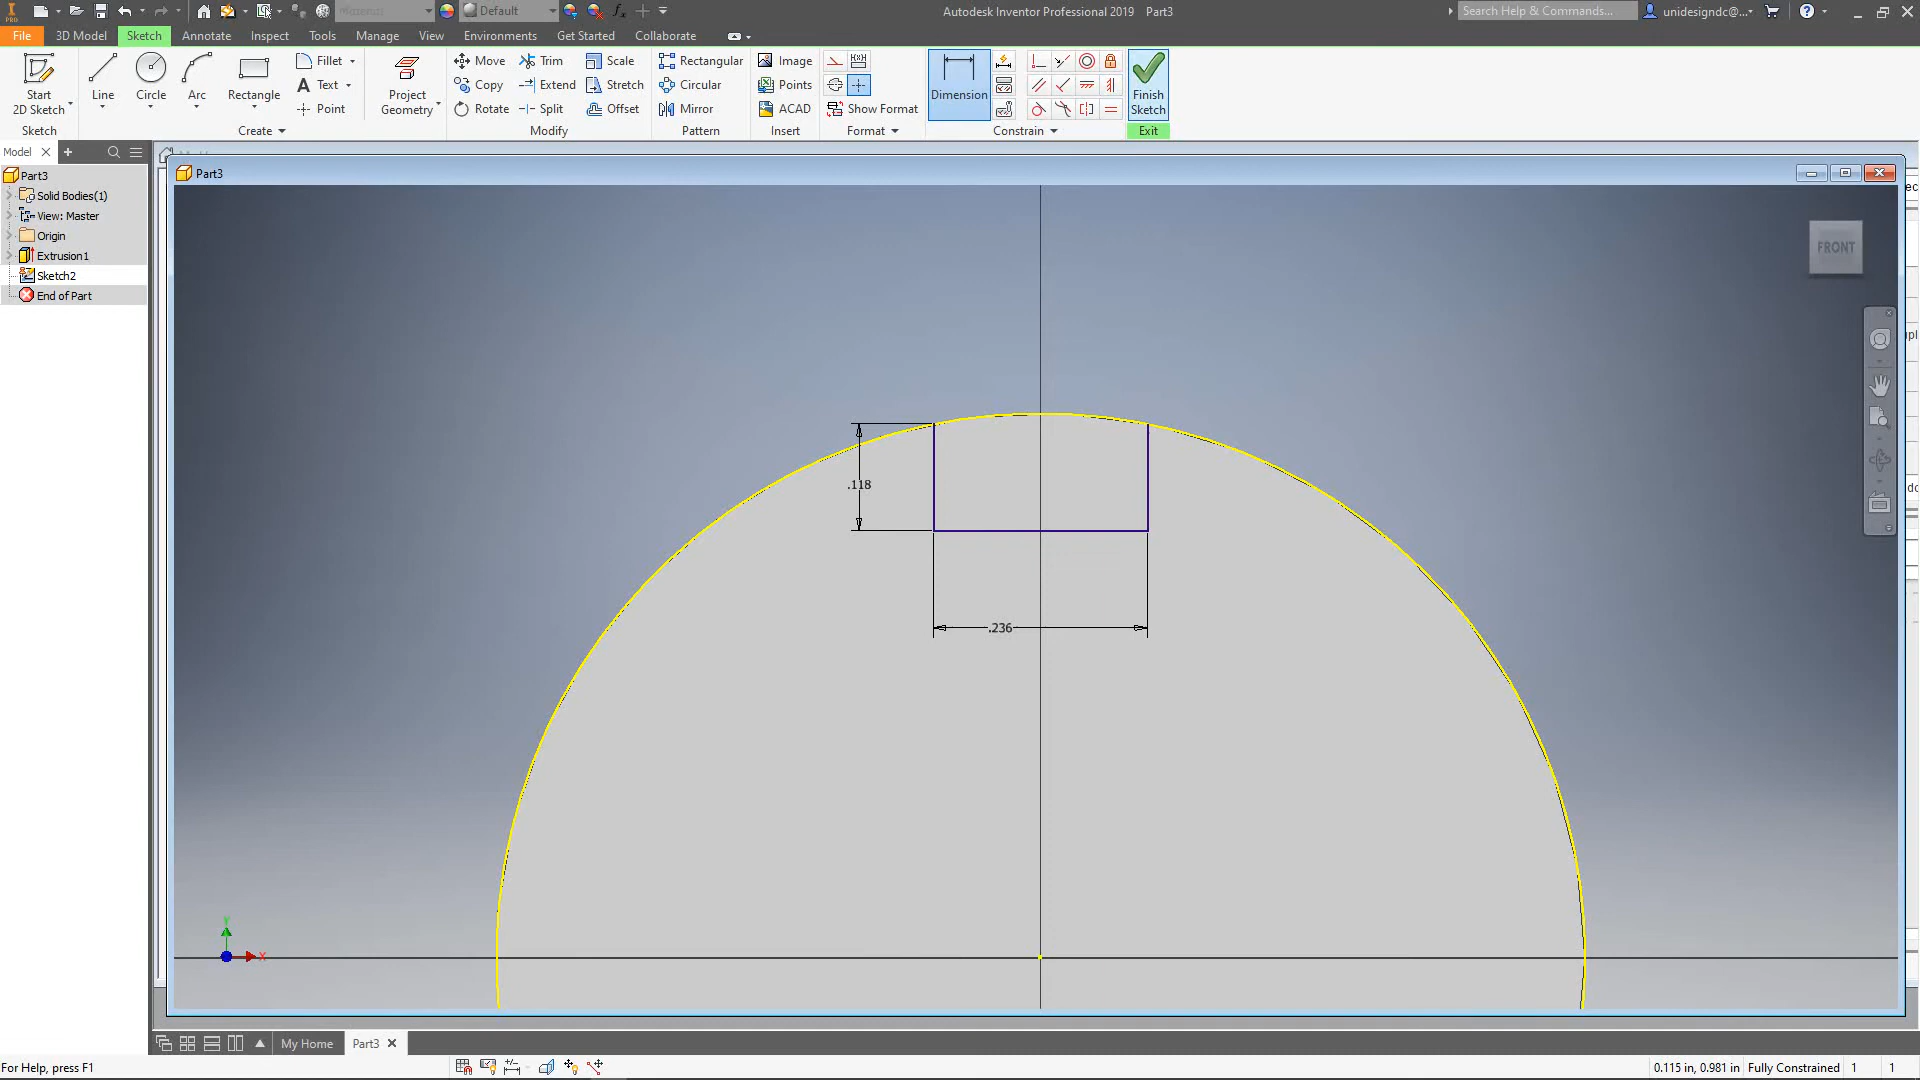 Material
Default
Autodesk Inventor Professional 2019 Part3
Search Help & Commands...
unidesigndc@...
PRO
File 3D Model Sketch Annotate Inspect Tools Manage View Environments Get Started Collaborate
Start
2D Sketch
Line
Circle
Arc
Rectangle
Fillet
Text
Point
Project
Geometry
Move
Copy
Rotate
Trim
Extend
Split
Scale
Stretch
Offset
Rectangular
Circular
Mirror
Image
Points
ACAD
Show Format
Dimension
Finish
Sketch
Sketch
Create
Modify
Pattern
Insert
Format
Constrain
Exit
Model
Part3
Solid Bodies(1)
View: Master
Origin
Extrusion1
Sketch2
End of Part
Part3
FRONT
.118
.236
Y
X
My Home
Part3
For Help, press F1
0.115 in, 0.981 in Fully Constrained 1 1